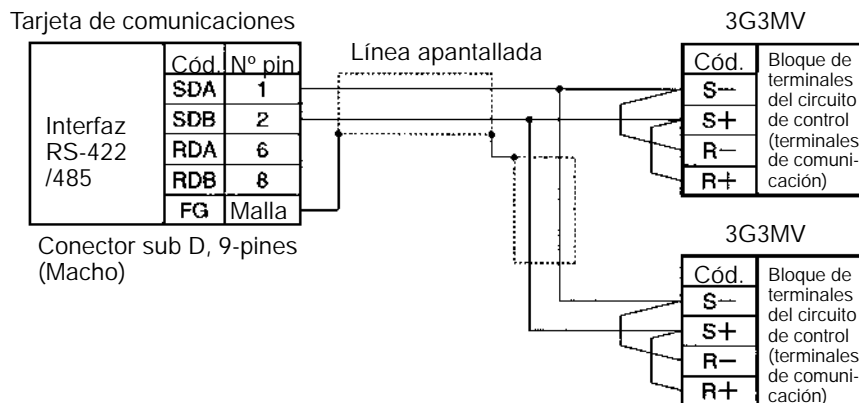 Tarjeta de comunicaciones
3G3MV
Línea apantallada
Cód. Nº pin
SDA 1
SDB 2
RDA 6
RDB 8
FG Malla
Interfaz
RS-422
/485
Conector sub D, 9-pines
(Macho)
Cód.
S−
S+
R−
R+
Bloque de
terminales
del circuito
de control
(terminales
de comuni-
cación)
3G3MV
Cód.
S−
S+
R−
R+
Bloque de
terminales
del circuito
de control
(terminales
de comuni-
cación)